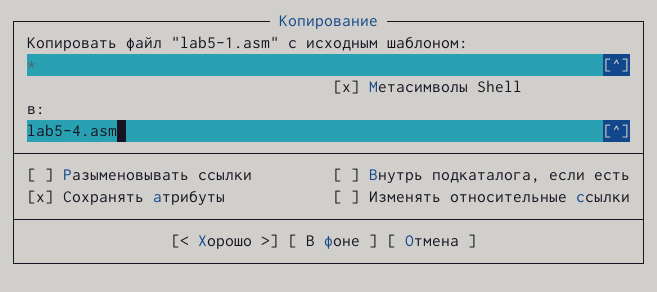 Копирование
Копировать файл "lab5-1.asm" с исходным шаблоном:
* [^]
[x] Метасимволы Shell
в:
lab5-4.asm [^]
[ ] Разыменовывать ссылки [ ] Внутрь подкаталога, если есть
[x] Сохранять атрибуты [ ] Изменять относительные ссылки
[< Хорошо >] [ В фоне ] [ Отмена ]